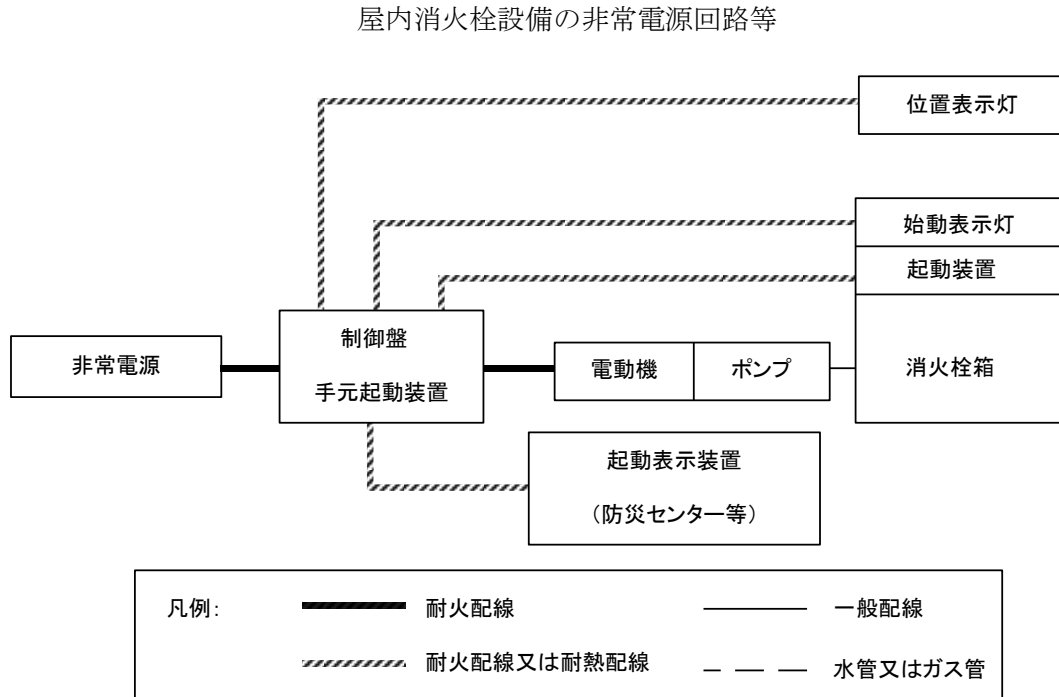 屋内消火栓設備の非常電源回路等
位置表示灯
始動表示灯
起動装置
制御盤
手元起動装置
非常電源
電動機
ポンプ
消火栓箱
起動表示装置
（防災センター等）
凡例：
耐火配線
一般配線
耐火配線又は耐熱配線
水管又はガス管